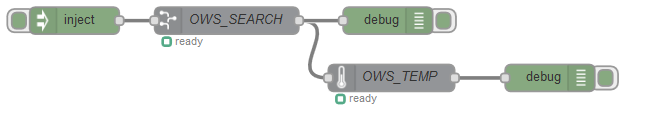 inject
OWS_SEARCH
debug
ready
OWS_TEMP
debug
ready